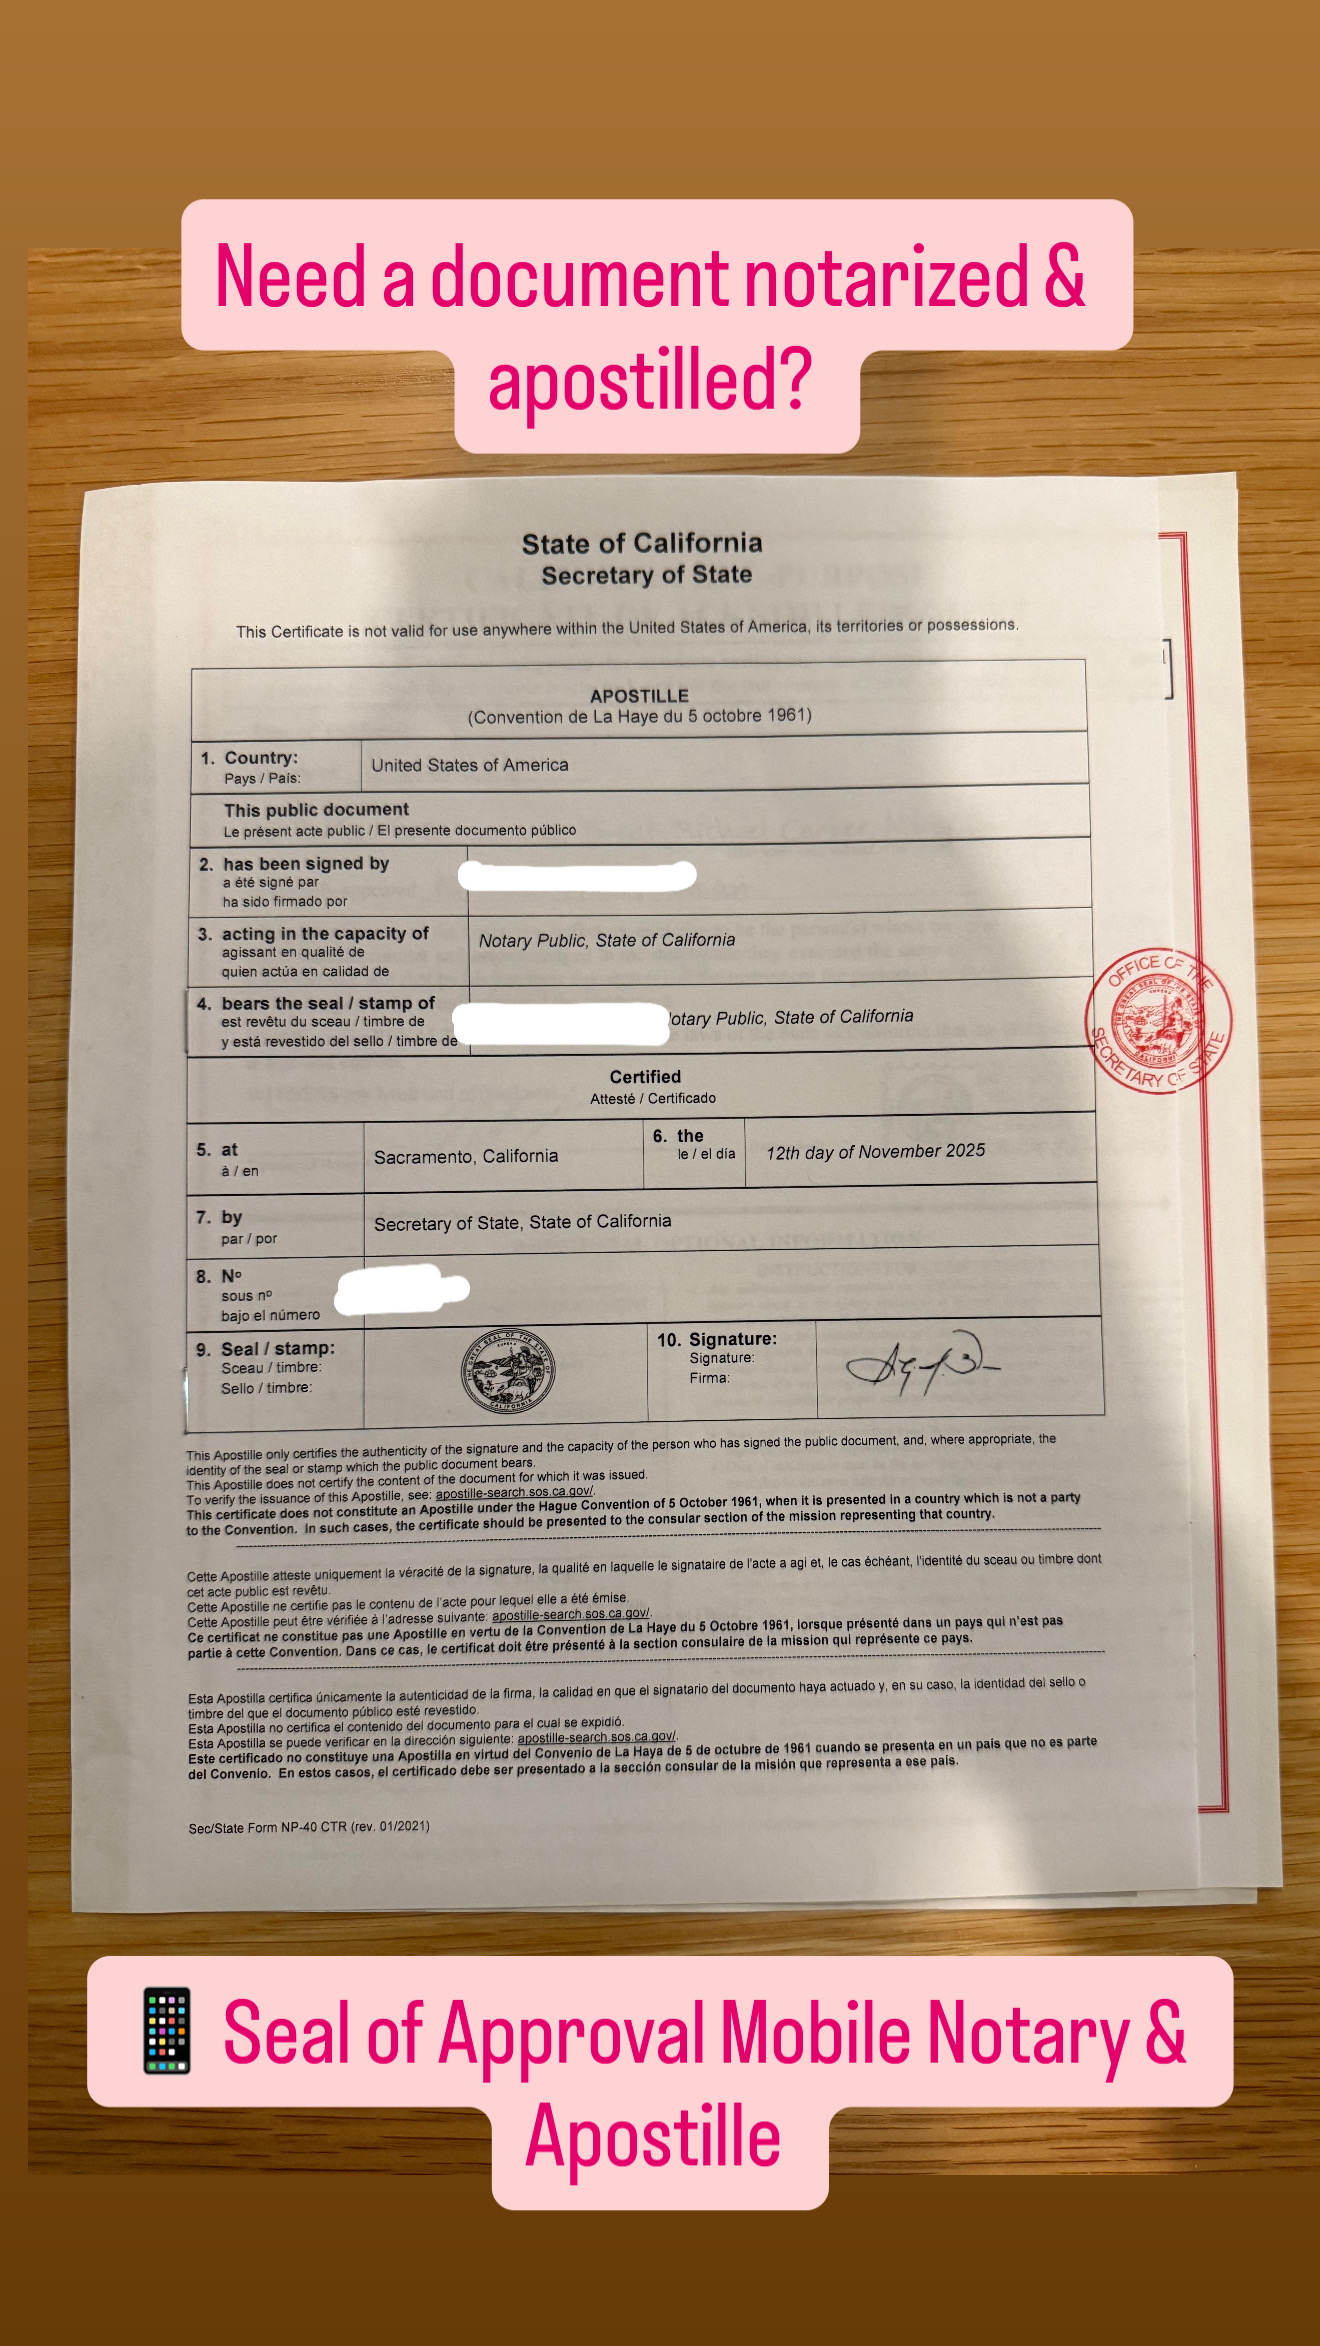 Need a document notarized &
apostilled?
State of California
Secretary of State
This Certificate is not valid for use anywhere within the United States of America, its territories or possessions.
APOSTILLE
(Convention de La Haye du 5 octobre 1961)
1. Country:
Pays / País:
United States of America
This public document
Le présent acte public / El presente documento público
2. has been signed by
a été signé par
ha sido firmado por
3. acting in the capacity of
agissant en qualité de
quien actúa en calidad de
Notary Public, State of California
4. bears the seal / stamp of
est revêtu du sceau / timbre de
y está revestido del sello / timbre de
otary Public, State of California
OFFICE OF THE
THE GREAT SEAL OF THE STATE OF
CALIFORNIA
SECRETARY OF STATE
Certified
Attesté / Certificado
5. at
à / en
Sacramento, California
6. the
le / el día
12th day of November 2025
7. by
par / por
Secretary of State, State of California
8. Nº
sous nº
bajo el número
9. Seal / stamp:
Sceau / timbre:
Sello / timbre:
THE GREAT SEAL OF THE STATE OF
EUREKA
CALIFORNIA
10. Signature:
Signature:
Firma:
This Apostille only certifies the authenticity of the signature and the capacity of the person who has signed the public document, and, where appropriate, the
identity of the seal or stamp which the public document bears.
This Apostille does not certify the content of the document for which it was issued.
To verify the issuance of this Apostille, see: apostille-search.sos.ca.gov/.
This certificate does not constitute an Apostille under the Hague Convention of 5 October 1961, when it is presented in a country which is not a party
to the Convention. In such cases, the certificate should be presented to the consular section of the mission representing that country.
Cette Apostille atteste uniquement la véracité de la signature, la qualité en laquelle le signataire de l'acte a agi et, le cas échéant, l'identité du sceau ou timbre dont
cet acte public est revêtu.
Cette Apostille ne certifie pas le contenu de l'acte pour lequel elle a été émise.
Cette Apostille peut être vérifiée à l'adresse suivante: apostille-search.sos.ca.gov/.
Ce certificat ne constitue pas une Apostille en vertu de la Convention de La Haye du 5 Octobre 1961, lorsque présenté dans un pays qui n'est pas
partie à cette Convention. Dans ce cas, le certificat doit être présenté à la section consulaire de la mission qui représente ce pays.
Esta Apostilla certifica únicamente la autenticidad de la firma, la calidad en que el signatario del documento haya actuado y, en su caso, la identidad del sello o
timbre del que el documento público esté revestido.
Esta Apostilla no certifica el contenido del documento para el cual se expidió.
Esta Apostilla se puede verificar en la dirección siguiente: apostille-search.sos.ca.gov/.
Este certificado no constituye una Apostilla en virtud del Convenio de La Haya de 5 de octubre de 1961 cuando se presenta en un país que no es parte
del Convenio. En estos casos, el certificado debe ser presentado a la sección consular de la misión que representa a ese país.
Sec/State Form NP-40 CTR (rev. 01/2021)
Seal of Approval Mobile Notary &
Apostille